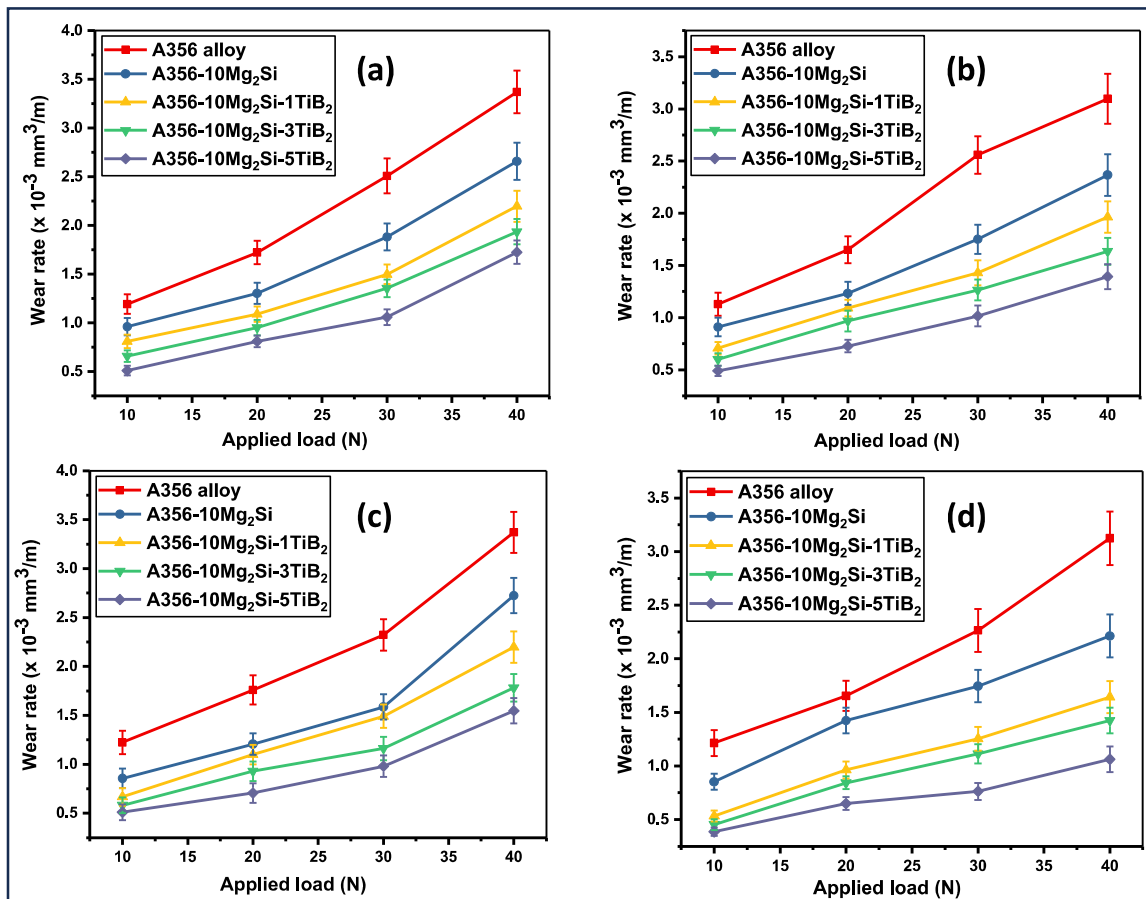 4.0
3.5
3.0
2.5
2.0
1.5
1.0
0.5
Wear rate (x 10⁻³ mm³/m)
A356 alloy
A356-10Mg₂Si
A356-10Mg₂Si-1TiB₂
A356-10Mg₂Si-3TiB₂
A356-10Mg₂Si-5TiB₂
(a)
10 15 20 25 30 35 40
Applied load (N)
3.5
3.0
2.5
2.0
1.5
1.0
0.5
Wear rate (x 10⁻³ mm³/m)
A356 alloy
A356-10Mg₂Si
A356-10Mg₂Si-1TiB₂
A356-10Mg₂Si-3TiB₂
A356-10Mg₂Si-5TiB₂
(b)
10 15 20 25 30 35 40
Applied load (N)
4.0
3.5
3.0
2.5
2.0
1.5
1.0
0.5
Wear rate (x 10⁻³ mm³/m)
A356 alloy
A356-10Mg₂Si
A356-10Mg₂Si-1TiB₂
A356-10Mg₂Si-3TiB₂
A356-10Mg₂Si-5TiB₂
(c)
10 15 20 25 30 35 40
Applied load (N)
3.5
3.0
2.5
2.0
1.5
1.0
0.5
Wear rate (x 10⁻³ mm³/m)
A356 alloy
A356-10Mg₂Si
A356-10Mg₂Si-1TiB₂
A356-10Mg₂Si-3TiB₂
A356-10Mg₂Si-5TiB₂
(d)
10 15 20 25 30 35 40
Applied load (N)